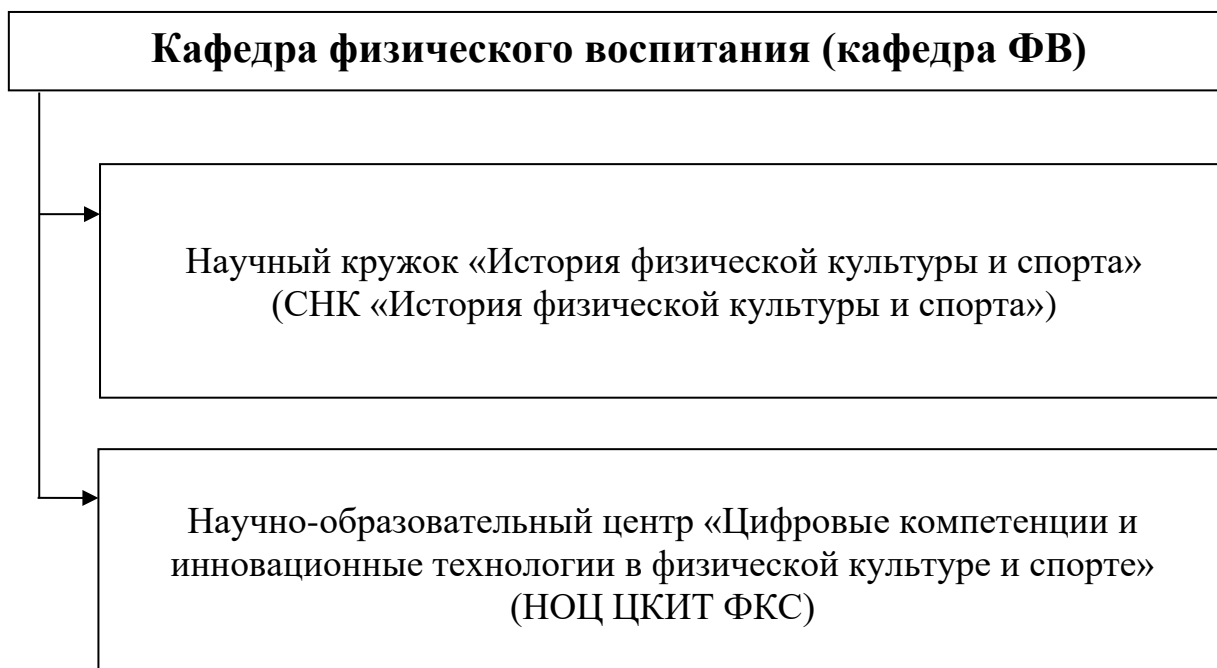 Кафедра физического воспитания (кафедра ФВ)
Научный кружок «История физической культуры и спорта»
(СНК «История физической культуры и спорта»)
Научно-образовательный центр «Цифровые компетенции и
инновационные технологии в физической культуре и спорте»
(НОЦ ЦКИТ ФКС)